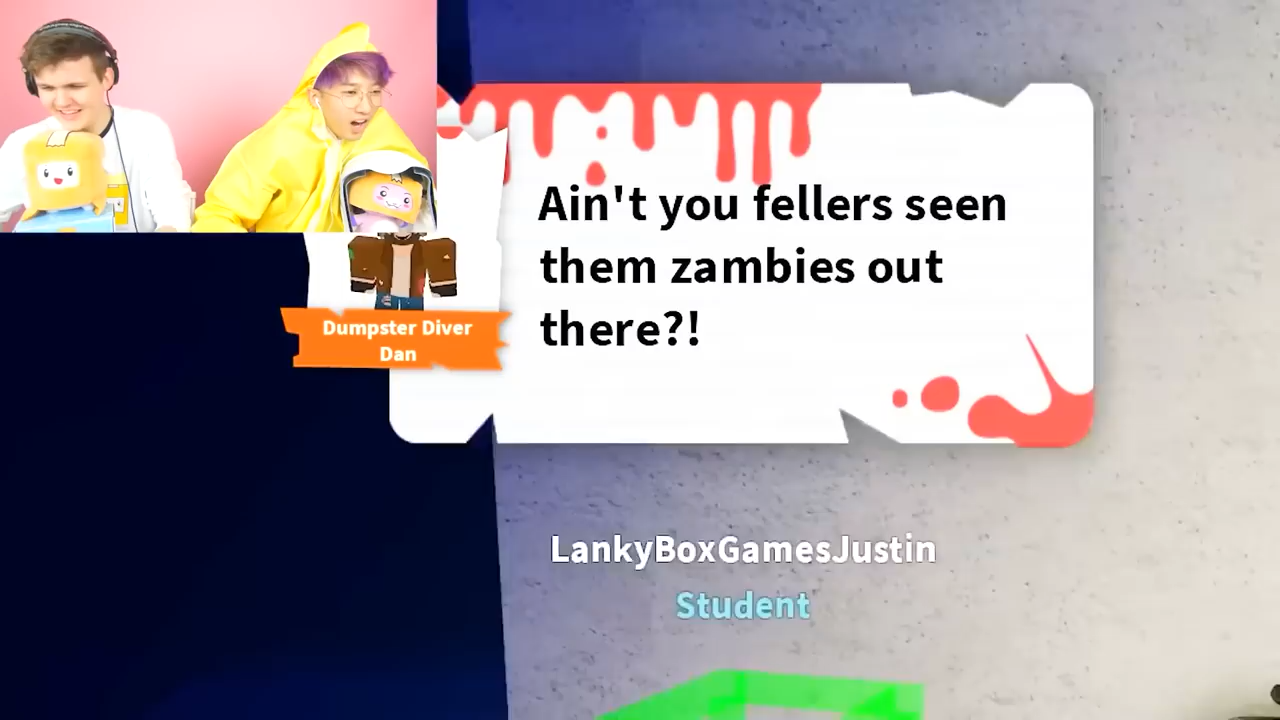 Ain't you fellers seen
them zambies out
there?!
Dumpster Diver
Dan
LankyBoxGamesJustin
Student